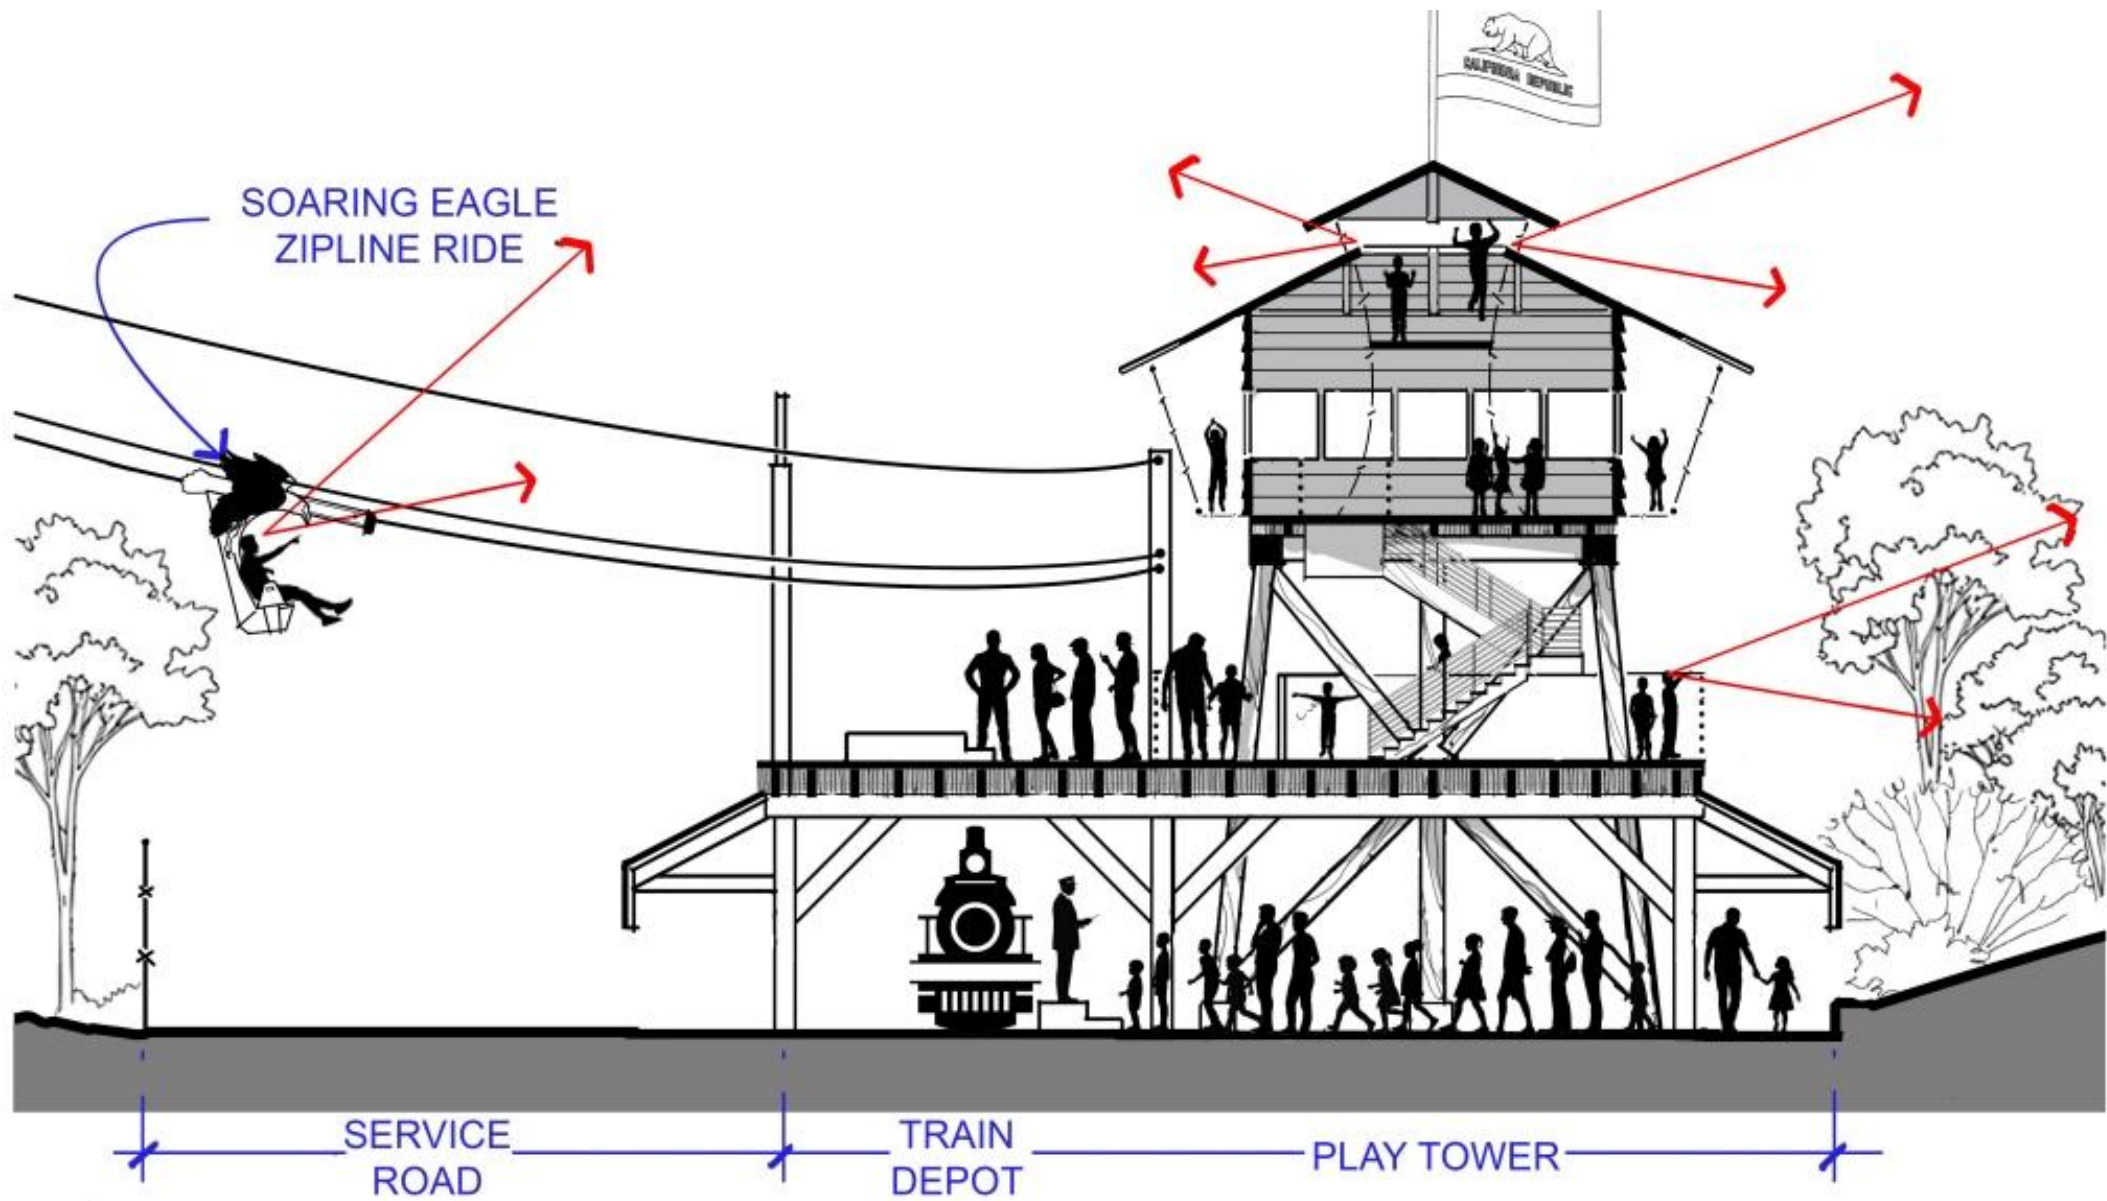 CALIFORNIA REPUBLIC
SOARING EAGLE
ZIPLINE RIDE
SERVICE
ROAD
TRAIN
DEPOT
PLAY TOWER